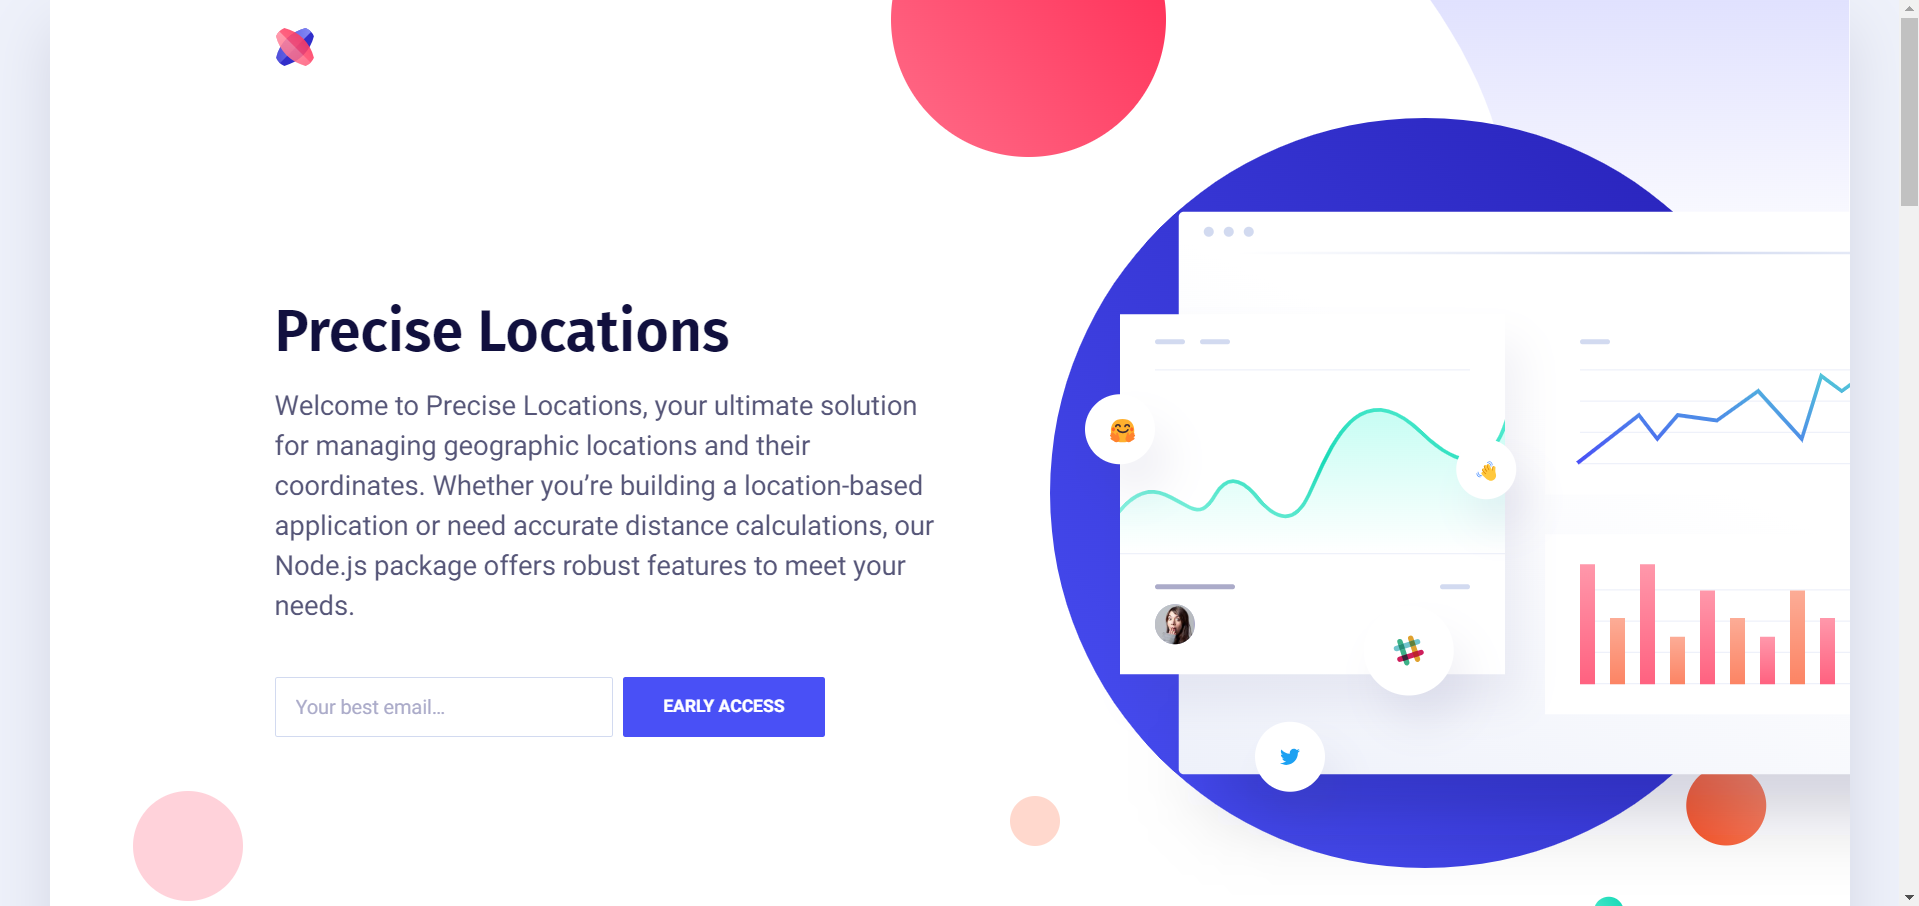 Precise Locations
Welcome to Precise Locations, your ultimate solution
for managing geographic locations and their
coordinates. Whether you’re building a location-based
application or need accurate distance calculations, our
Node.js package offers robust features to meet your
needs.
Your best email…
EARLY ACCESS